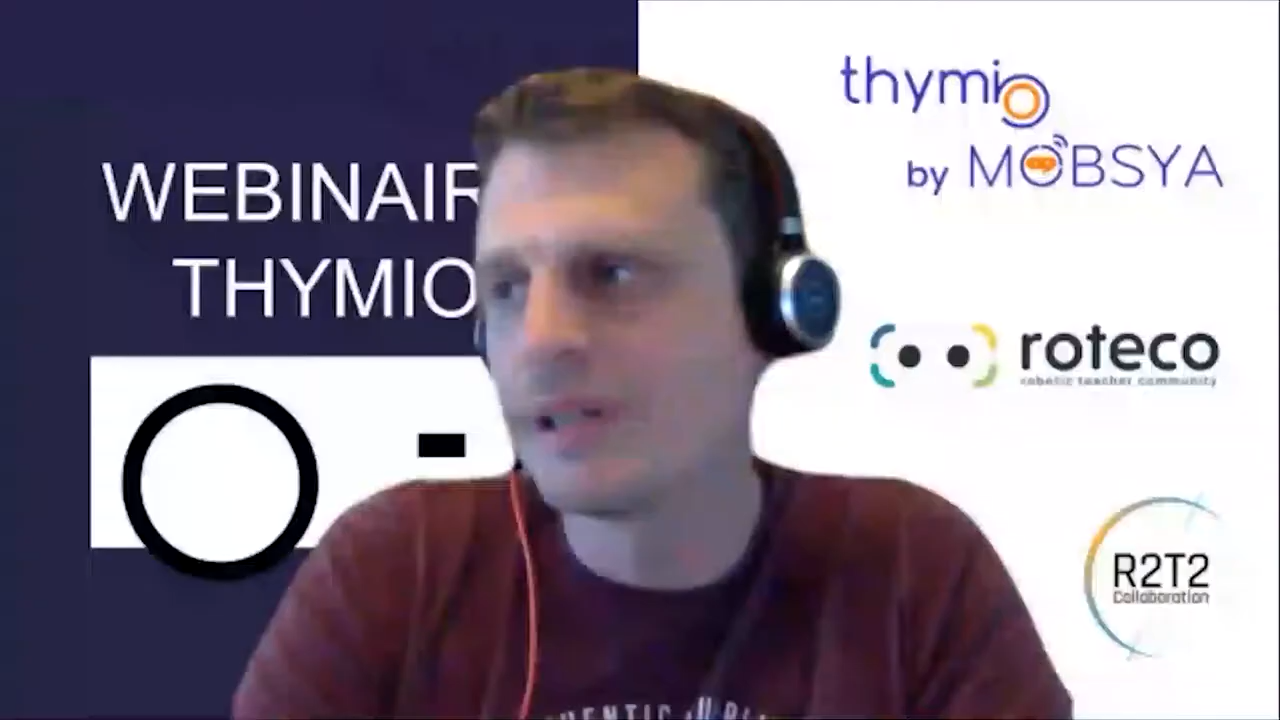 WEBINAIR
THYMIO
thymio
by MOBSYA
roteco
robotic teacher community
R2T2
Collaboration